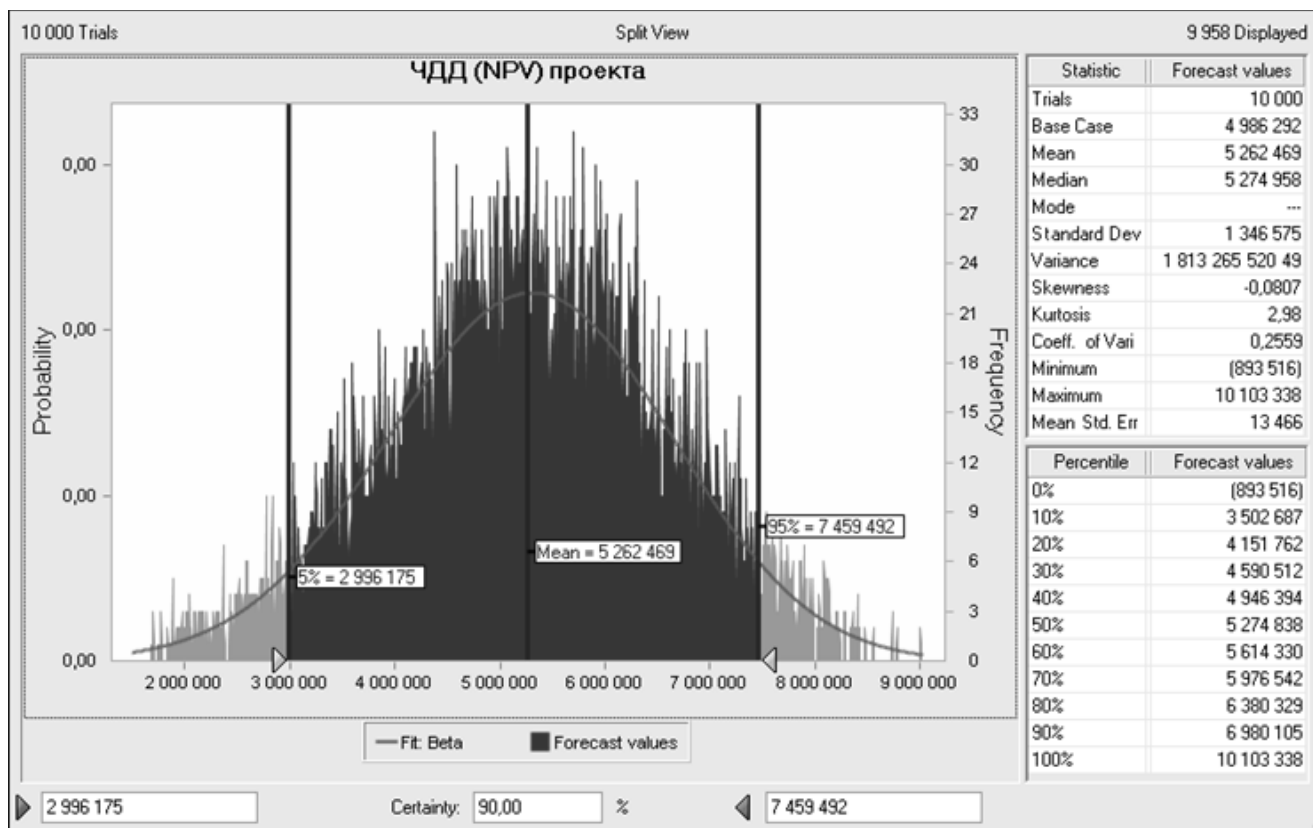 10 000 Trials Split View 9 958 Displayed
ЧДД (NPV) проекта
Probability
0,00
0,00
0,00
0,00
33
30
27
24
21
18
15
12
9
6
3
0
Frequency
5% = 2 996 175
Mean = 5 262 469
95% = 7 459 492
2 000 000 3 000 000 4 000 000 5 000 000 6 000 000 7 000 000 8 000 000 9 000 000
Fit: Beta Forecast values
Statistic Forecast values
Trials 10 000
Base Case 4 986 292
Mean 5 262 469
Median 5 274 958
Mode ---
Standard Dev 1 346 575
Variance 1 813 265 520 49
Skewness -0,0807
Kurtosis 2,98
Coeff. of Vari 0,2559
Minimum (893 516)
Maximum 10 103 338
Mean Std. Err 13 466
Percentile Forecast values
0% (893 516)
10% 3 502 687
20% 4 151 762
30% 4 590 512
40% 4 946 394
50% 5 274 838
60% 5 614 330
70% 5 976 542
80% 6 380 329
90% 6 980 105
100% 10 103 338
2 996 175 Certainty: 90,00 % 7 459 492